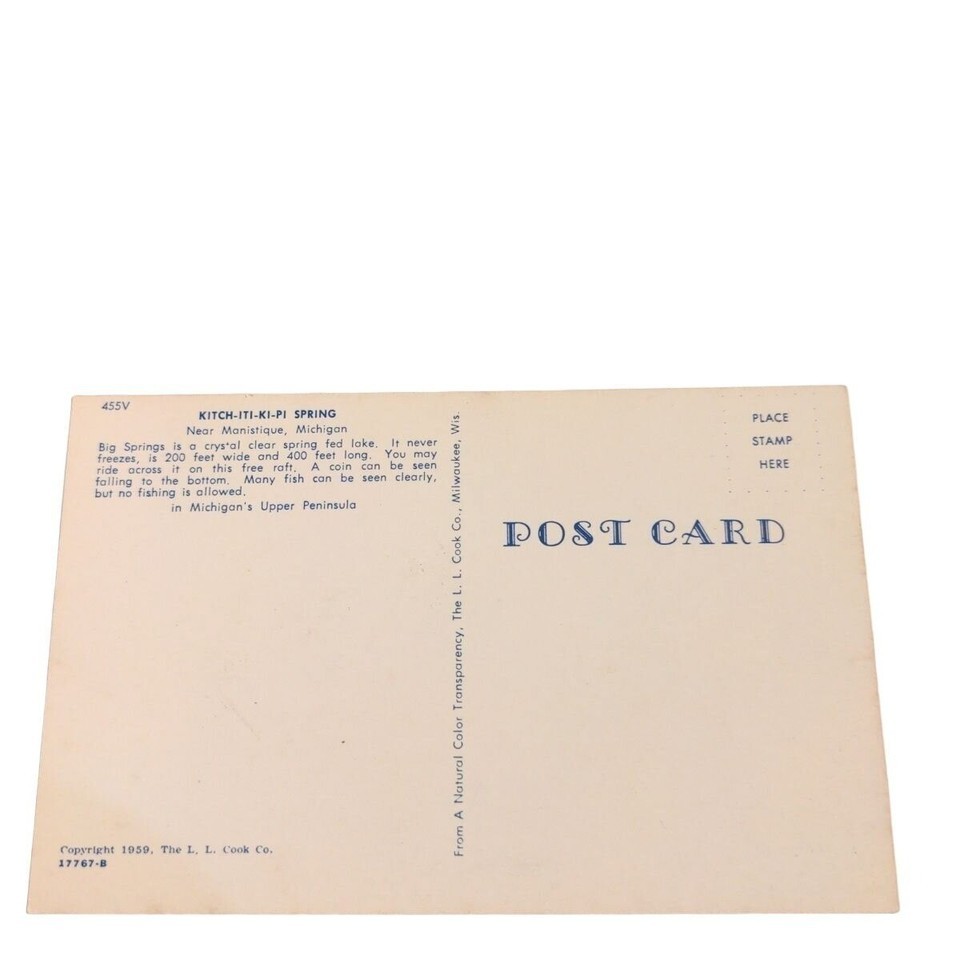 455V
KITCH-ITI-KI-PI SPRING
Near Manistique, Michigan
Big Springs is a crystal clear spring fed lake. It never
freezes, is 200 feet wide and 400 feet long. You may
ride across it on this free raft. A coin can be seen
falling to the bottom. Many fish can be seen clearly,
but no fishing is allowed.
in Michigan's Upper Peninsula
Copyright 1959, The L. L. Cook Co.
17767-B
From A Natural Color Transparency, The L. L. Cook Co., Milwaukee, Wis.
PLACE
STAMP
HERE
POST CARD